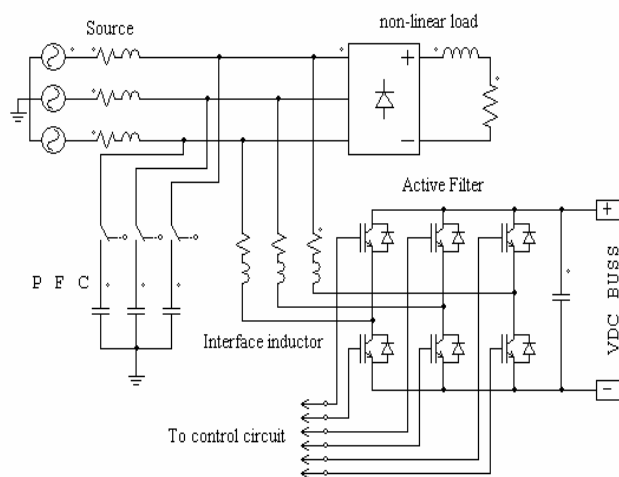 Source
non-linear load
+
−
Active Filter
+
P F C
VDC BUSS
Interface inductor
−
To control circuit